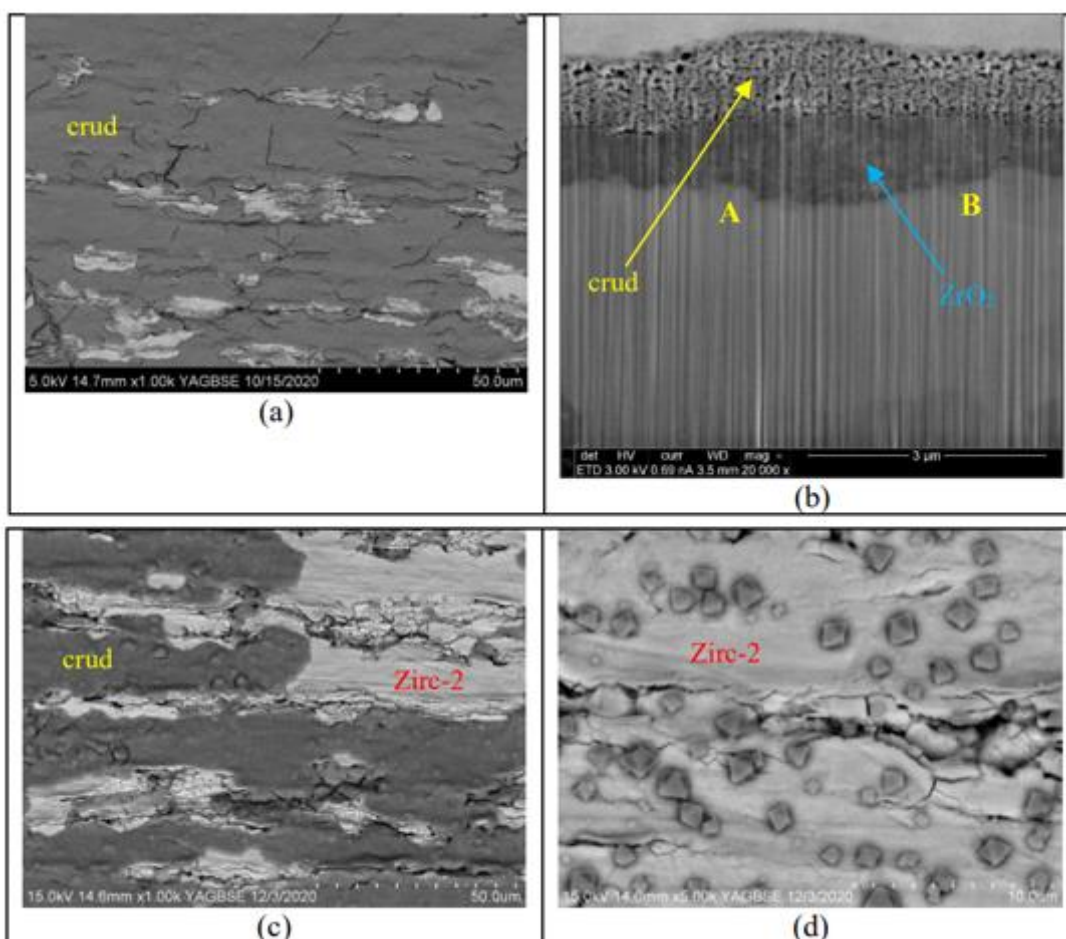 crud
5.0kV 14.7mm x1.00k YAGBSE 10/15/2020 50.0um
(a)
A
B
crud
ZrO₂
det HV curr WD mag
ETD 3.00 kV 0.69 nA 3.5 mm 20 000 x
3 µm
(b)
crud
Zirc-2
15.0kV 14.6mm x1.00k YAGBSE 12/3/2020 50.0um
(c)
Zirc-2
15.0kV 14.0mm x5.00k YAGBSE 12/3/2020 10.0um
(d)